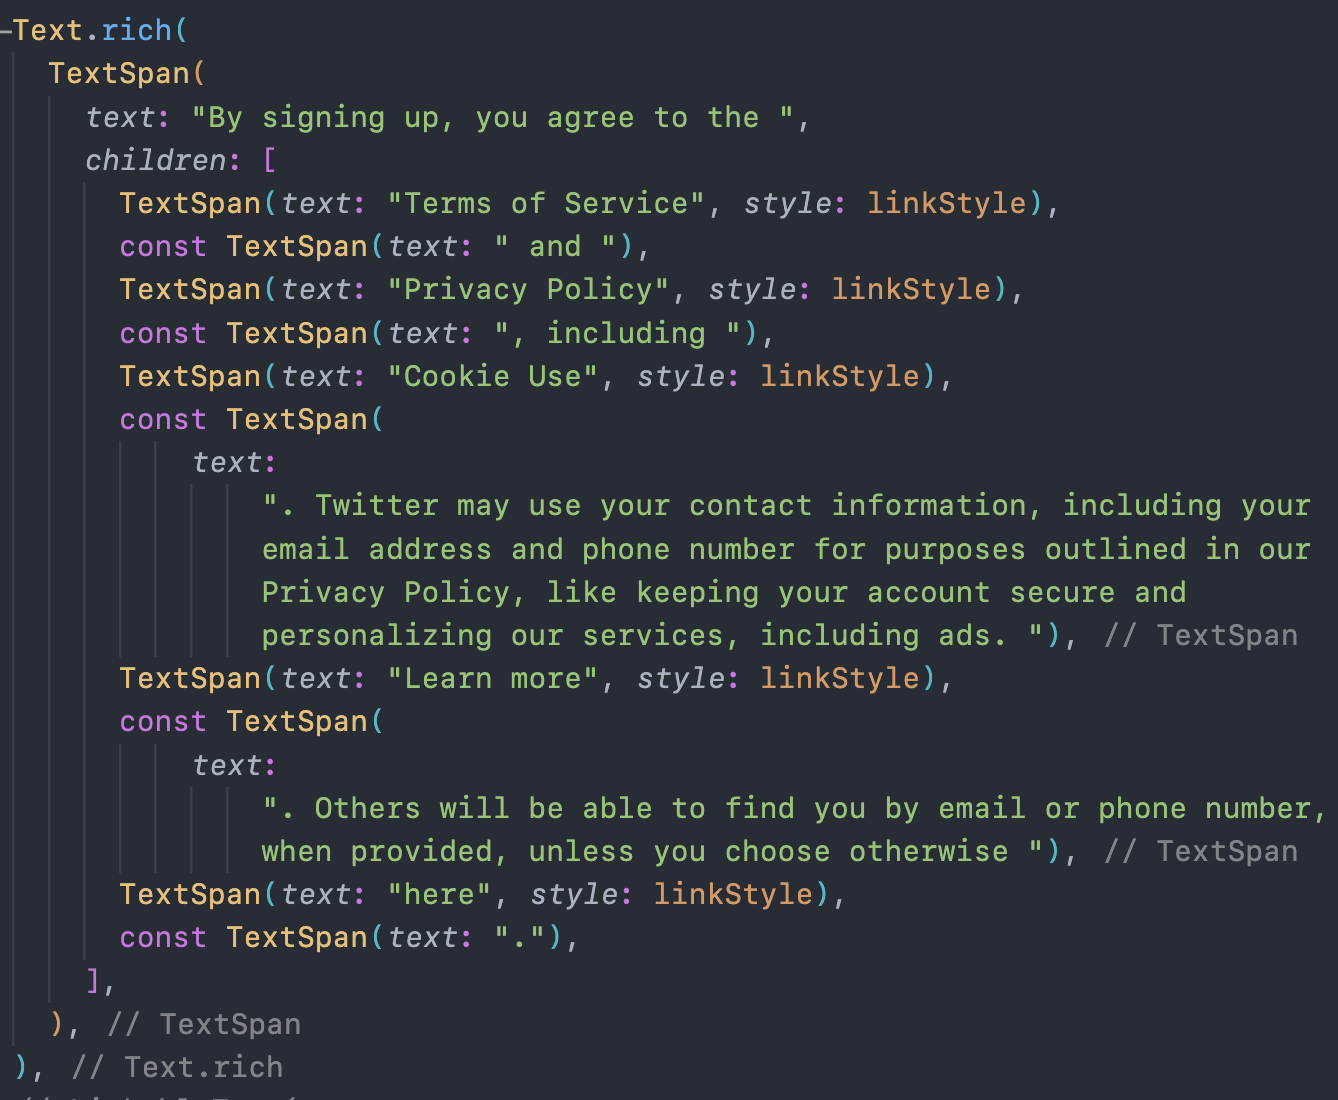 Text.rich(
TextSpan(
text: "By signing up, you agree to the ",
children: [
TextSpan(text: "Terms of Service", style: linkStyle),
const TextSpan(text: " and "),
TextSpan(text: "Privacy Policy", style: linkStyle),
const TextSpan(text: ", including "),
TextSpan(text: "Cookie Use", style: linkStyle),
const TextSpan(
text:
". Twitter may use your contact information, including your
email address and phone number for purposes outlined in our
Privacy Policy, like keeping your account secure and
personalizing our services, including ads. "), // TextSpan
TextSpan(text: "Learn more", style: linkStyle),
const TextSpan(
text:
". Others will be able to find you by email or phone number,
when provided, unless you choose otherwise "), // TextSpan
TextSpan(text: "here", style: linkStyle),
const TextSpan(text: "."),
],
), // TextSpan
), // Text.rich